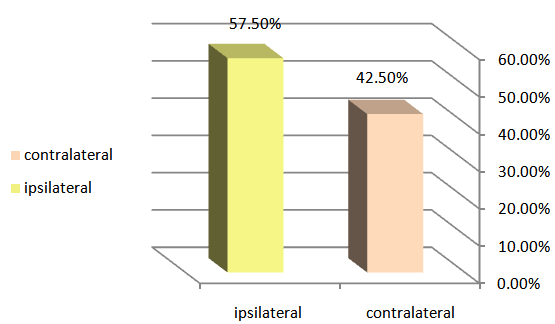 57.50%
42.50%
60.00%
50.00%
40.00%
30.00%
20.00%
10.00%
0.00%
contralateral
ipsilateral
ipsilateral
contralateral